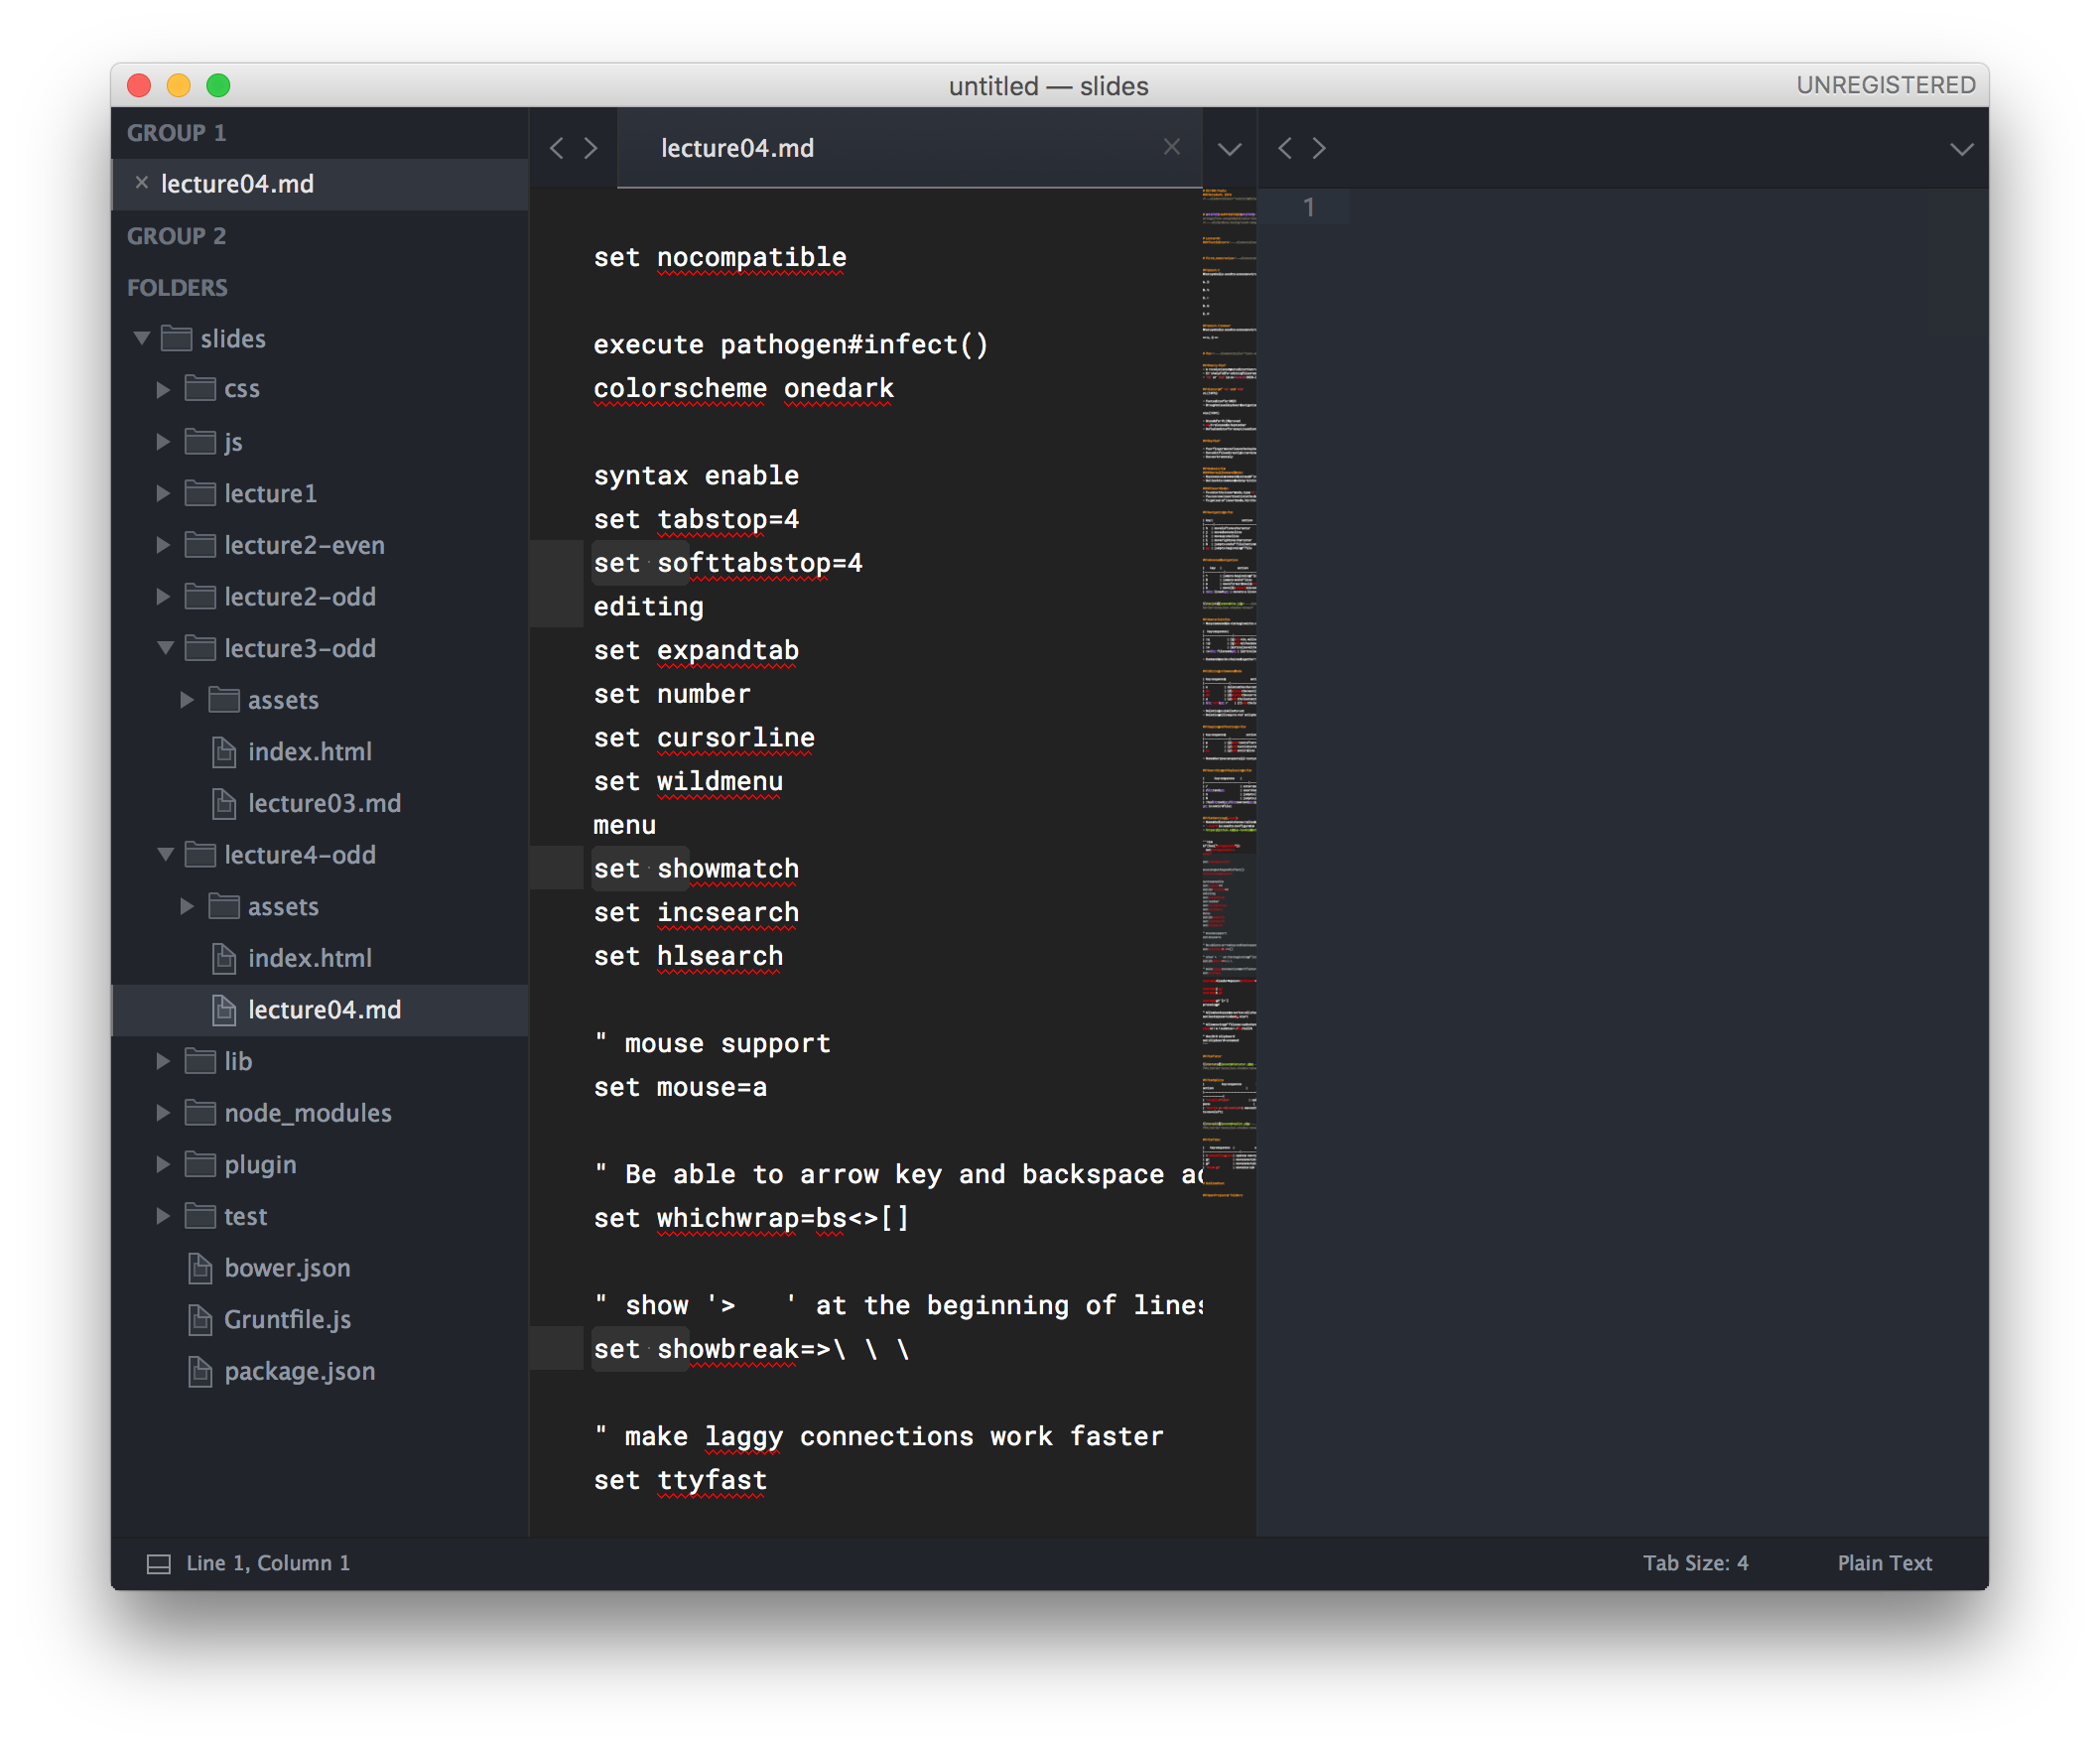 untitled — slides
UNREGISTERED
GROUP 1
lecture04.md
GROUP 2
FOLDERS
slides
css
js
lecture1
lecture2-even
lecture2-odd
lecture3-odd
assets
index.html
lecture03.md
lecture4-odd
assets
index.html
lecture04.md
lib
node_modules
plugin
test
bower.json
Gruntfile.js
package.json
lecture04.md
set nocompatible
execute pathogen#infect()
colorscheme onedark
syntax enable
set tabstop=4
set softtabstop=4
editing
set expandtab
set number
set cursorline
set wildmenu
menu
set showmatch
set incsearch
set hlsearch
" mouse support
set mouse=a
" Be able to arrow key and backspace
set whichwrap=bs<>[]
" show '>   ' at the beginning of lines
set showbreak=>\ \ \
" make laggy connections work faster
set ttyfast
1
Line 1, Column 1
Tab Size: 4
Plain Text